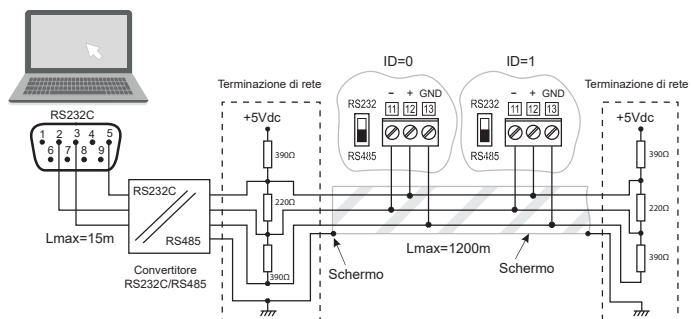 ID=0
ID=1
Terminazione di rete
- + GND
- + GND
Terminazione di rete
RS232
11 12 13
RS232
11 12 13
RS232C
+5Vdc
+5Vdc
1 2 3 4 5
6 7 8 9
RS485
RS485
390Ω
390Ω
RS232C
220Ω
220Ω
RS485
Lmax=15m
Lmax=1200m
390Ω
390Ω
Convertitore
RS232C/RS485
Schermo
Schermo